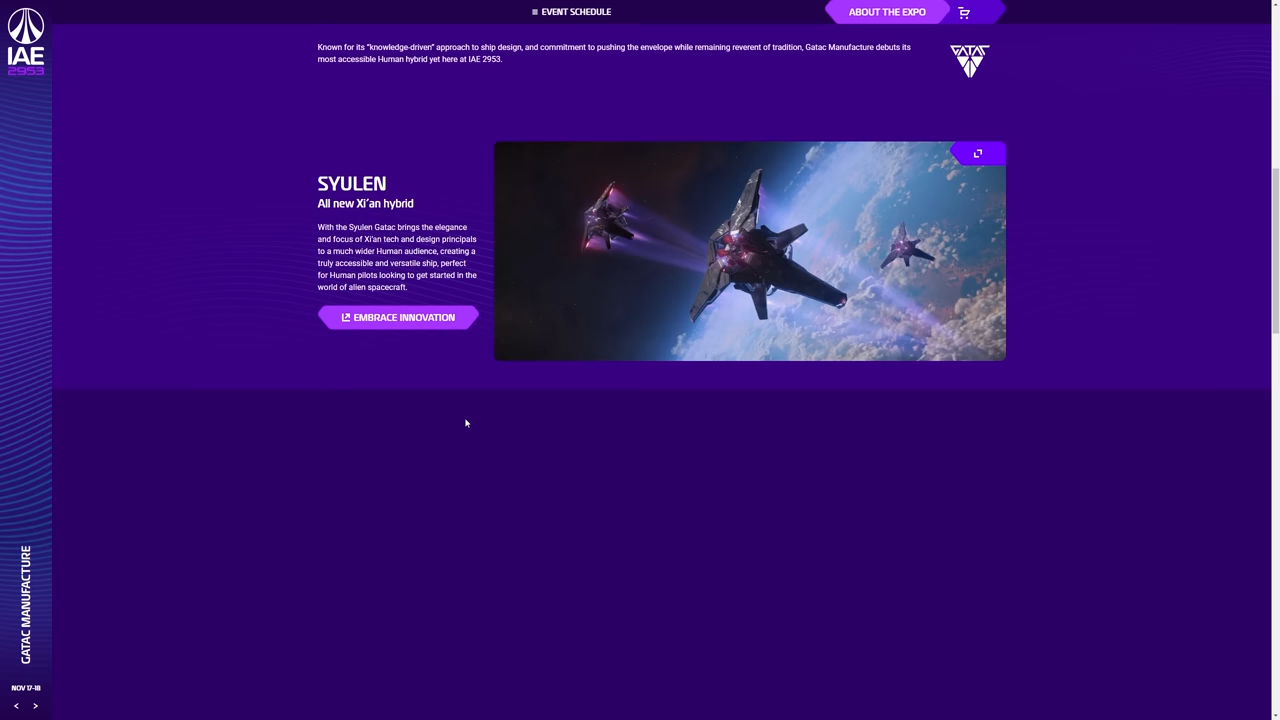 IAE
2953
EVENT SCHEDULE
ABOUT THE EXPO
Known for its “knowledge-driven” approach to ship design, and commitment to pushing the envelope while remaining reverent of tradition, Gatac Manufacture debuts its
most accessible Human hybrid yet here at IAE 2953.
GATAC
SYULEN
All new Xi'an hybrid
With the Syulen Gatac brings the elegance
and focus of Xi'an tech and design principals
to a much wider Human audience, creating a
truly accessible and versatile ship, perfect
for Human pilots looking to get started in the
world of alien spacecraft.
EMBRACE INNOVATION
GATAC MANUFACTURE
NOV 17-18
< >